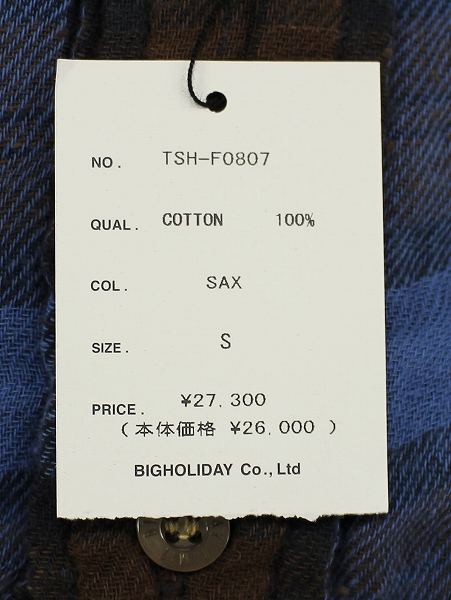 NO. TSH-F0807
QUAL. COTTON 100%
COL. SAX
SIZE. S
PRICE. ¥27,300
(本体価格 ¥26,000 )
BIGHOLIDAY Co., Ltd